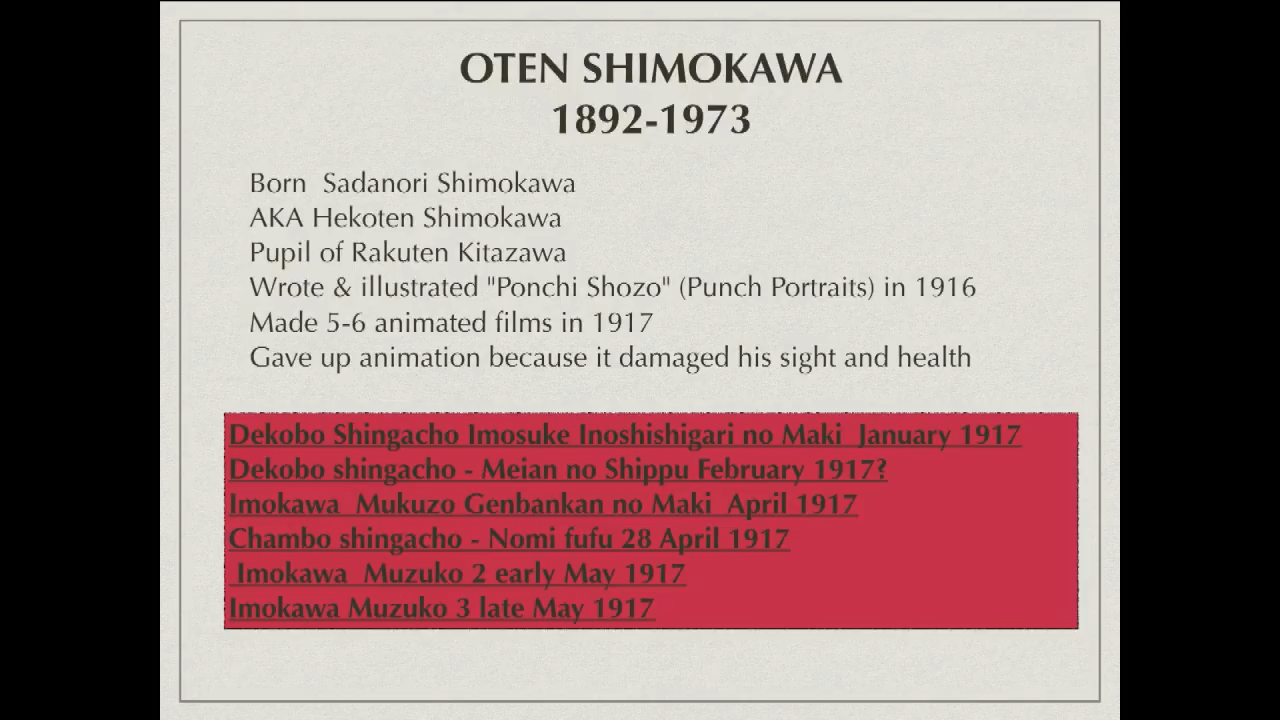 OTEN SHIMOKAWA
1892-1973
Born  Sadanori Shimokawa
AKA Hekoten Shimokawa
Pupil of Rakuten Kitazawa
Wrote & illustrated "Ponchi Shozo" (Punch Portraits) in 1916
Made 5-6 animated films in 1917
Gave up animation because it damaged his sight and health
Dekobo Shingacho Imosuke Inoshishigari no Maki  January 1917
Dekobo shingacho - Meian no Shippu February 1917?
Imokawa  Mukuzo Genbankan no Maki  April 1917
Chambo shingacho - Nomi fufu 28 April 1917
Imokawa  Muzuko 2 early May 1917
Imokawa Muzuko 3 late May 1917